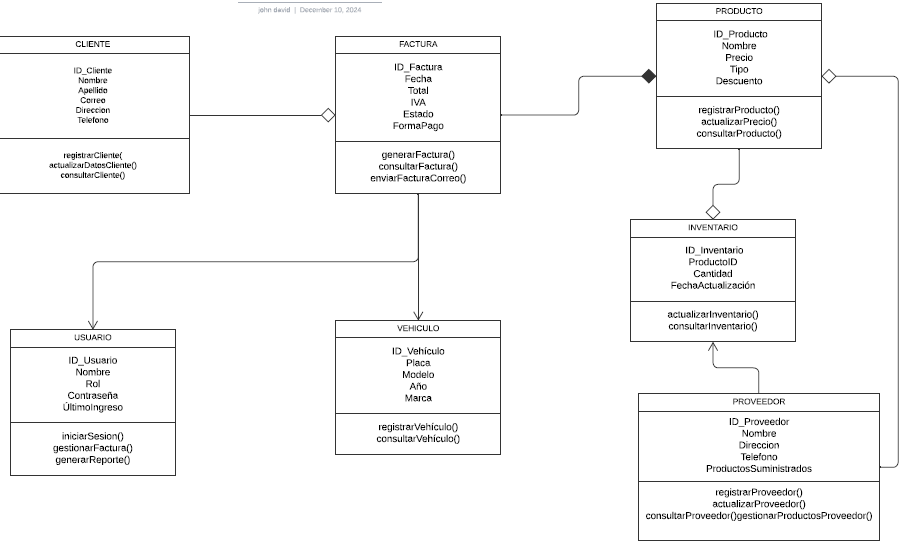 john david | December 10, 2024
CLIENTE
ID_Cliente
Nombre
Apellido
Correo
Direccion
Telefono
registrarCliente(
actualizarDatosCliente()
consultarCliente()
FACTURA
ID_Factura
Fecha
Total
IVA
Estado
FormaPago
generarFactura()
consultarFactura()
enviarFacturaCorreo()
PRODUCTO
ID_Producto
Nombre
Precio
Tipo
Descuento
registrarProducto()
actualizarPrecio()
consultarProducto()
INVENTARIO
ID_Inventario
ProductoID
Cantidad
FechaActualización
actualizarInventario()
consultarInventario()
USUARIO
ID_Usuario
Nombre
Rol
Contraseña
ÚltimoIngreso
iniciarSesion()
gestionarFactura()
generarReporte()
VEHICULO
ID_Vehículo
Placa
Modelo
Año
Marca
registrarVehículo()
consultarVehículo()
PROVEEDOR
ID_Proveedor
Nombre
Direccion
Telefono
ProductosSuministrados
registrarProveedor()
actualizarProveedor()
consultarProveedor()gestionarProductosProveedor()